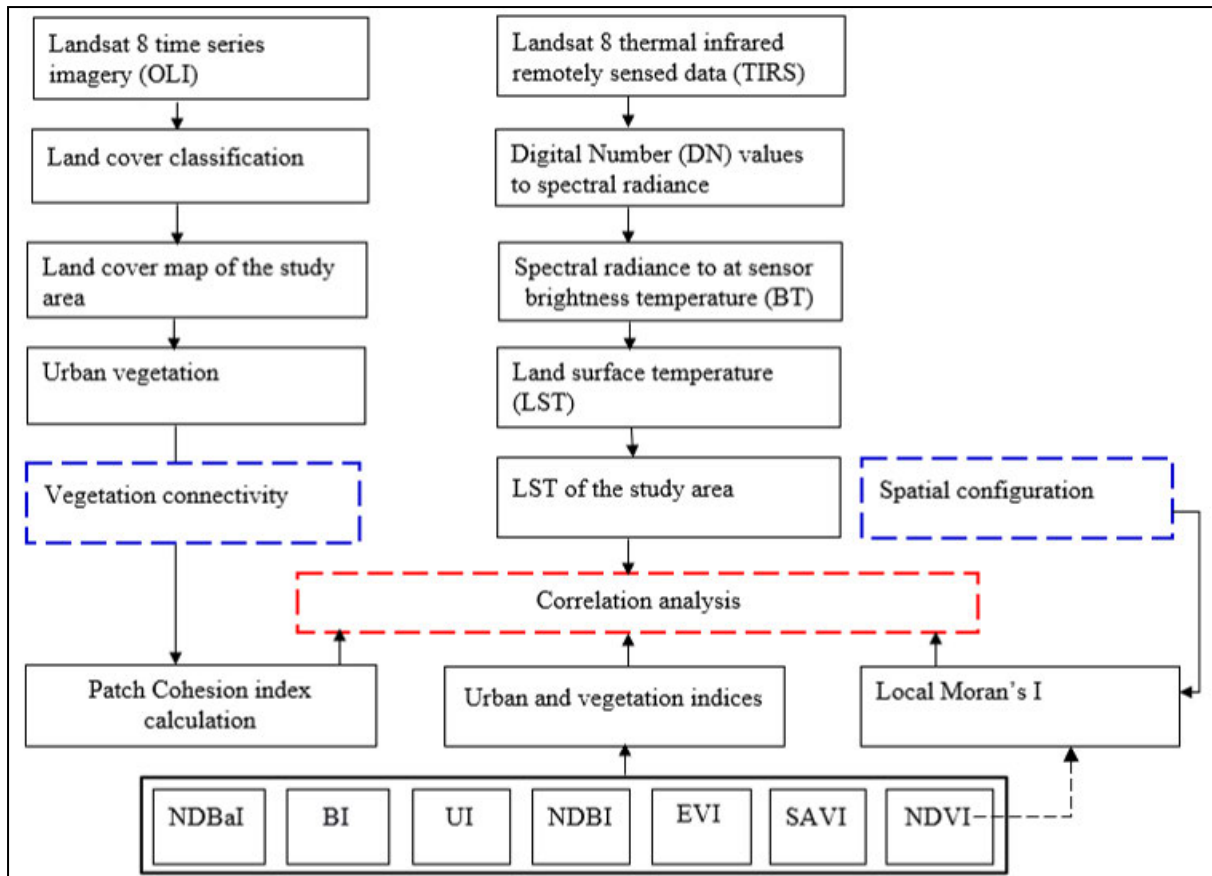 Landsat 8 time series
imagery (OLI)
Landsat 8 thermal infrared
remotely sensed data (TIRS)
Land cover classification
Digital Number (DN) values
to spectral radiance
Land cover map of the study
area
Spectral radiance to at sensor
brightness temperature (BT)
Urban vegetation
Land surface temperature
(LST)
Vegetation connectivity
LST of the study area
Spatial configuration
Correlation analysis
Patch Cohesion index
calculation
Urban and vegetation indices
Local Moran’s I
NDBaI
BI
UI
NDBI
EVI
SAVI
NDVI